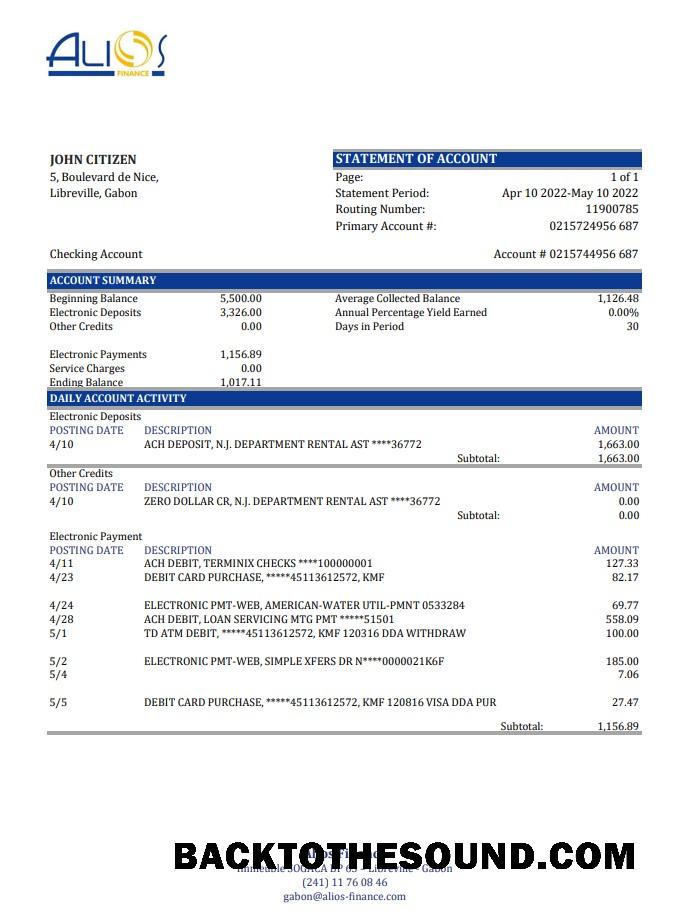 ALIOS
FINANCE
JOHN CITIZEN
5, Boulevard de Nice,
Libreville, Gabon
STATEMENT OF ACCOUNT
Page: 1 of 1
Statement Period: Apr 10 2022-May 10 2022
Routing Number: 11900785
Primary Account #: 0215724956 687
Checking Account Account # 0215744956 687
ACCOUNT SUMMARY
Beginning Balance 5,500.00 Average Collected Balance 1,126.48
Electronic Deposits 3,326.00 Annual Percentage Yield Earned 0.00%
Other Credits 0.00 Days in Period 30
Electronic Payments 1,156.89
Service Charges 0.00
Ending Balance 1,017.11
DAILY ACCOUNT ACTIVITY
Electronic Deposits
POSTING DATE DESCRIPTION AMOUNT
4/10 ACH DEPOSIT, N.J. DEPARTMENT RENTAL AST ****36772 1,663.00
Subtotal: 1,663.00
Other Credits
POSTING DATE DESCRIPTION AMOUNT
4/10 ZERO DOLLAR CR, N.J. DEPARTMENT RENTAL AST ****36772 0.00
Subtotal: 0.00
Electronic Payment
POSTING DATE DESCRIPTION AMOUNT
4/11 ACH DEBIT, TERMINIX CHECKS ****100000001 127.33
4/23 DEBIT CARD PURCHASE, *****45113612572, KMF 82.17
4/24 ELECTRONIC PMT-WEB, AMERICAN-WATER UTIL-PMNT 0533284 69.77
4/28 ACH DEBIT, LOAN SERVICING MTG PMT *****51501 558.09
5/1 TD ATM DEBIT, *****45113612572, KMF 120316 DDA WITHDRAW 100.00
5/2 ELECTRONIC PMT-WEB, SIMPLE XFERS DR N****0000021K6F 185.00
5/4 7.06
5/5 DEBIT CARD PURCHASE, *****45113612572, KMF 120816 VISA DDA PUR 27.47
Subtotal: 1,156.89
BACKTOTHESOUND.COM
Immeuble SOGACA BP 63 – Libreville - Gabon
(241) 11 76 08 46
gabon@alios-finance.com